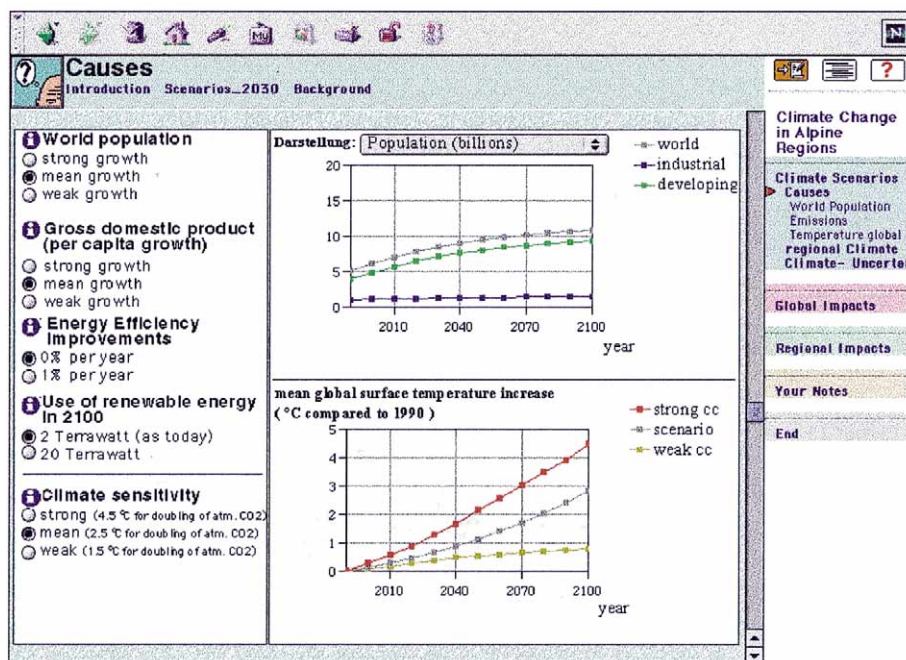 My
N
?
Causes
Introduction Scenarios_2030 Background
?
World population
strong growth
mean growth
weak growth
Gross domestic product
(per capita growth)
strong growth
mean growth
weak growth
Energy Efficiency
Improvements
0% per year
1% per year
Use of renewable energy
in 2100
2 Terrawatt (as today)
20 Terrawatt
Climate sensitivity
strong (4.5 °C for doubling of atm. CO2)
mean (2.5 °C for doubling of atm. CO2)
weak (1.5 °C for doubling of atm. CO2)
Darstellung: Population (billions)
world
industrial
developing
20
15
10
5
0
2010 2040 2070 2100
year
mean global surface temperature increase
(°C compared to 1990)
strong cc
scenario
weak cc
5
4
3
2
1
0
2010 2040 2070 2100
year
Climate Change
in Alpine
Regions
Climate Scenarios
Causes
World Population
Emissions
Temperature global
regional Climate
Climate- Uncerta
Global Impacts
Regional Impacts
Your Notes
End